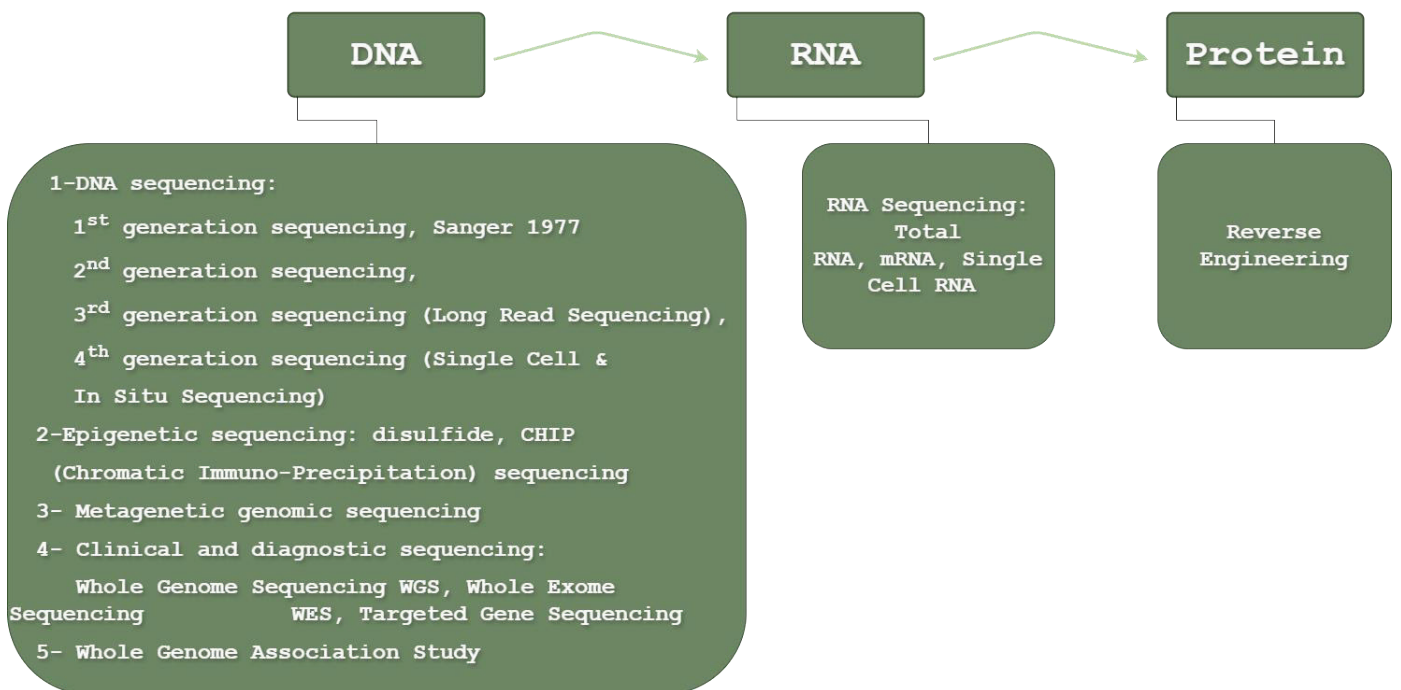 DNA
RNA
Protein
1-DNA sequencing:
1st generation sequencing, Sanger 1977
2nd generation sequencing,
3rd generation sequencing (Long Read Sequencing),
4th generation sequencing (Single Cell &
In Situ Sequencing)
2-Epigenetic sequencing: disulfide, CHIP
(Chromatic Immuno-Precipitation) sequencing
3- Metagenetic genomic sequencing
4- Clinical and diagnostic sequencing:
Whole Genome Sequencing WGS, Whole Exome
Sequencing WES, Targeted Gene Sequencing
5- Whole Genome Association Study
RNA Sequencing:
Total
RNA, mRNA, Single
Cell RNA
Reverse
Engineering